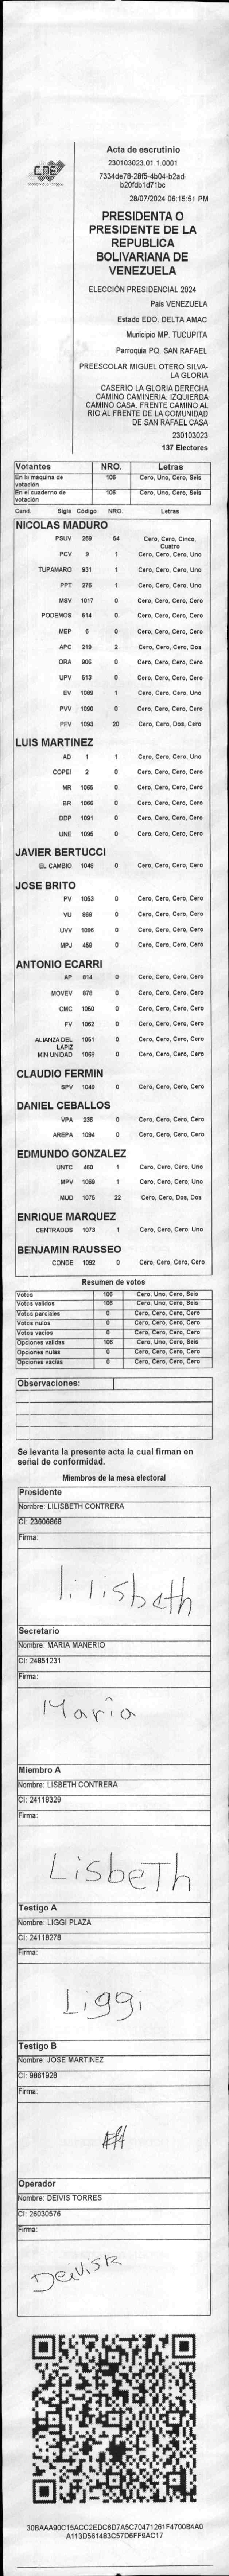 CNE
Acta de escrutinio
230103023.01.1.0001
7334de78-28f5-4b04-b2ad-
b20fdb1d71bc
28/07/2024 06:15:51 PM
PRESIDENTA O
PRESIDENTE DE LA
REPUBLICA
BOLIVARIANA DE
VENEZUELA
ELECCIÓN PRESIDENCIAL 2024
País VENEZUELA
Estado EDO. DELTA AMAC
Municipio MP. TUCUPITA
Parroquia PQ. SAN RAFAEL
PREESCOLAR MIGUEL OTERO SILVA-
LA GLORIA
CASERIO LA GLORIA DERECHA
CAMINO CAMINERIA. IZQUIERDA
CAMINO CASA. FRENTE CAMINO AL
RIO AL FRENTE DE LA COMUNIDAD
DE SAN RAFAEL CASA
230103023
137 Electores
Votantes NRO. Letras
En la máquina de votación 106 Cero, Uno, Cero, Seis
En el cuaderno de votación 106 Cero, Uno, Cero, Seis
Cand. Sigla Código NRO. Letras
NICOLAS MADURO
PSUV 269 54 Cero, Cero, Cinco, Cuatro
PCV 9 1 Cero, Cero, Cero, Uno
TUPAMARO 931 1 Cero, Cero, Cero, Uno
PPT 276 1 Cero, Cero, Cero, Uno
MSV 1017 0 Cero, Cero, Cero, Cero
PODEMOS 514 0 Cero, Cero, Cero, Cero
MEP 6 0 Cero, Cero, Cero, Cero
APC 219 2 Cero, Cero, Cero, Dos
ORA 906 0 Cero, Cero, Cero, Cero
UPV 513 0 Cero, Cero, Cero, Cero
EV 1089 1 Cero, Cero, Cero, Uno
PVV 1090 0 Cero, Cero, Cero, Cero
PFV 1093 20 Cero, Cero, Dos, Cero
LUIS MARTINEZ
AD 1 1 Cero, Cero, Cero, Uno
COPEI 2 0 Cero, Cero, Cero, Cero
MR 1065 0 Cero, Cero, Cero, Cero
BR 1066 0 Cero, Cero, Cero, Cero
DDP 1091 0 Cero, Cero, Cero, Cero
UNE 1095 0 Cero, Cero, Cero, Cero
JAVIER BERTUCCI
EL CAMBIO 1048 0 Cero, Cero, Cero, Cero
JOSE BRITO
PV 1053 0 Cero, Cero, Cero, Cero
VU 868 0 Cero, Cero, Cero, Cero
UVV 1096 0 Cero, Cero, Cero, Cero
MPJ 459 0 Cero, Cero, Cero, Cero
ANTONIO ECARRI
AP 814 0 Cero, Cero, Cero, Cero
MOVEV 878 0 Cero, Cero, Cero, Cero
CMC 1050 0 Cero, Cero, Cero, Cero
FV 1062 0 Cero, Cero, Cero, Cero
ALIANZA DEL LAPIZ 1051 0 Cero, Cero, Cero, Cero
MIN UNIDAD 1068 0 Cero, Cero, Cero, Cero
CLAUDIO FERMIN
SPV 1049 0 Cero, Cero, Cero, Cero
DANIEL CEBALLOS
VPA 236 0 Cero, Cero, Cero, Cero
AREPA 1094 0 Cero, Cero, Cero, Cero
EDMUNDO GONZALEZ
UNTC 460 1 Cero, Cero, Cero, Uno
MPV 1069 1 Cero, Cero, Cero, Uno
MUD 1075 22 Cero, Cero, Dos, Dos
ENRIQUE MARQUEZ
CENTRADOS 1073 1 Cero, Cero, Cero, Uno
BENJAMIN RAUSSEO
CONDE 1092 0 Cero, Cero, Cero, Cero
Resumen de votos
Votos 106 Cero, Uno, Cero, Seis
Votos validos 106 Cero, Uno, Cero, Seis
Votos parciales 0 Cero, Cero, Cero, Cero
Votos nulos 0 Cero, Cero, Cero, Cero
Votos vacíos 0 Cero, Cero, Cero, Cero
Opciones validas 106 Cero, Uno, Cero, Seis
Opciones nulas 0 Cero, Cero, Cero, Cero
Opciones vacías 0 Cero, Cero, Cero, Cero
Observaciones:
Se levanta la presente acta la cual firman en
señal de conformidad.
Miembros de la mesa electoral
Presidente
Nombre: LILISBETH CONTRERA
CI: 23606868
Firma:
lilisbeth
Secretario
Nombre: MARIA MANERIO
CI: 24851231
Firma:
Maria
Miembro A
Nombre: LISBETH CONTRERA
CI: 24118329
Firma:
LisbeTh
Testigo A
Nombre: LIGGI PLAZA
CI: 24118278
Firma:
Liggi
Testigo B
Nombre: JOSE MARTINEZ
CI: 9861928
Firma:
Operador
Nombre: DEIVIS TORRES
CI: 26030576
Firma:
30BAAA90C15ACC2EDC6D7A5C70471261F4700B4A0
A113D561483C57D6FF9AC17